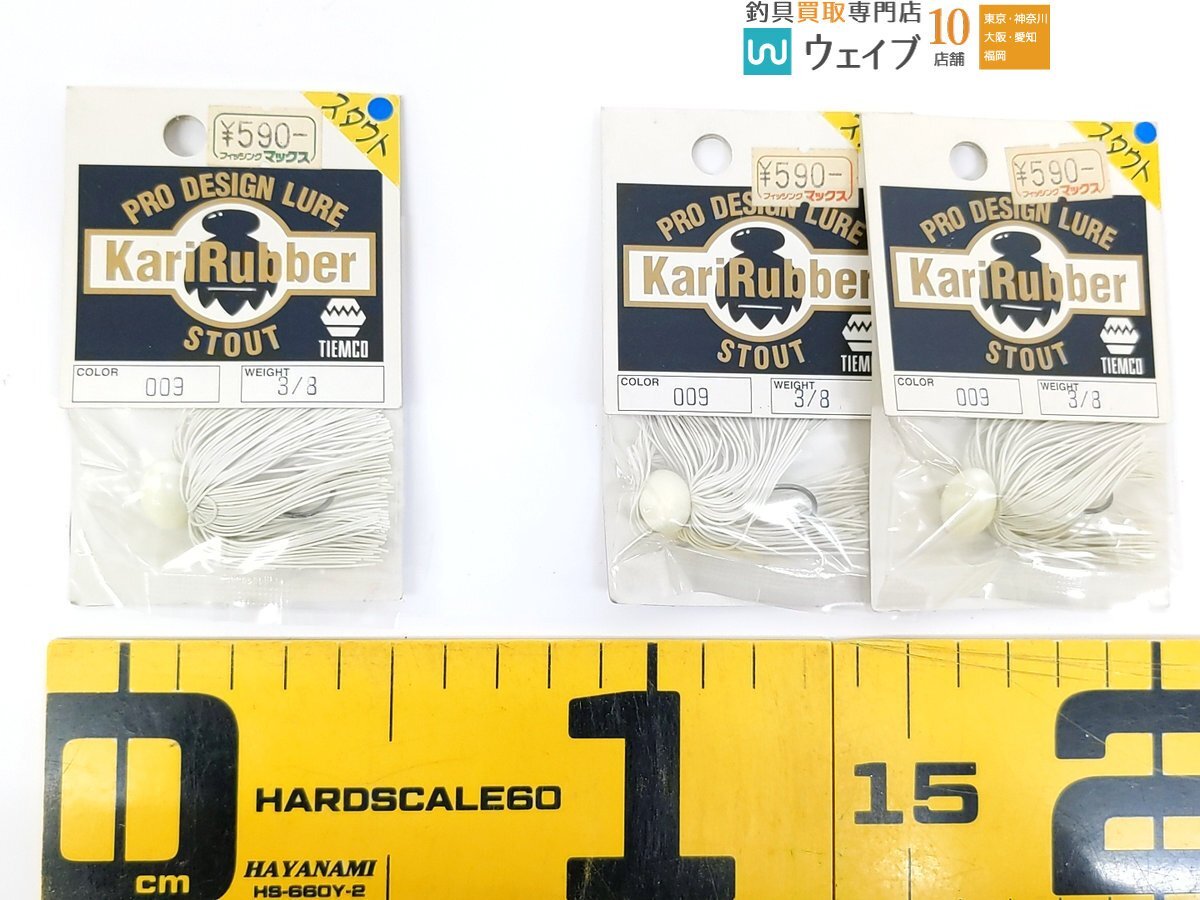 釣具買取専門店
ウェイブ
10
店舗
東京・神奈川
大阪・愛知
福岡
スタウト
¥590-
フィッシング マックス
PRO DESIGN LURE
KariRubber
STOUT
TIEMCO
COLOR 009
WEIGHT 3/8
¥590-
フィッシング マックス
PRO DESIGN LURE
KariRubber
STOUT
TIEM
COLOR 009
WEIGHT 3/8
スタウト
¥590-
フィッシング マックス
PRO DESIGN LURE
KariRubber
STOUT
TIEMCO
COLOR 009
WEIGHT 3/8
0 1 15 2
HARDSCALE60
cm
HAYANAMI
HS-660Y-2